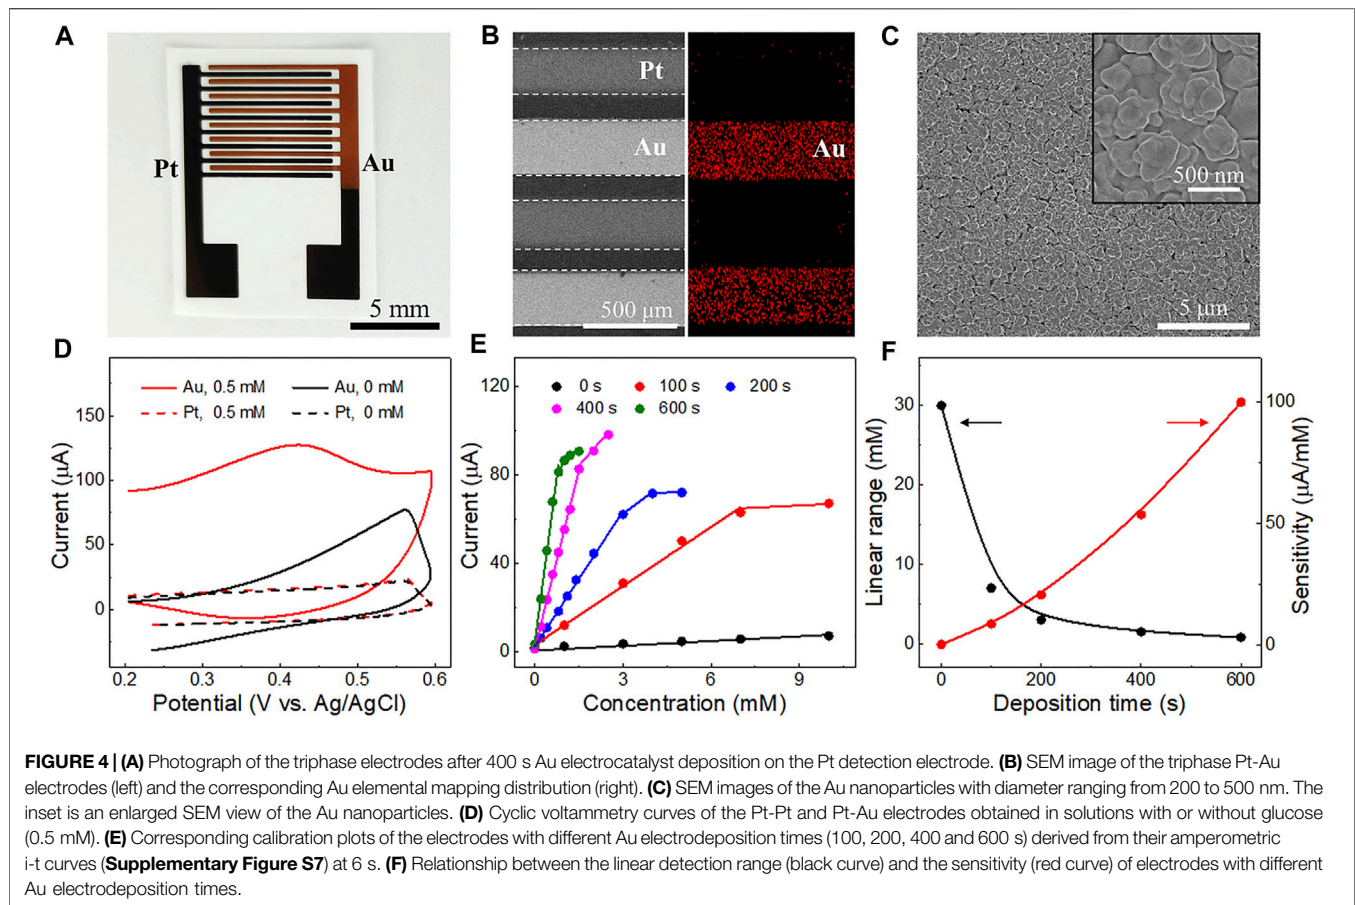 A
Pt
Au
5 mm
B
Pt
Au
Au
500 μm
C
500 nm
5 μm
D
Au, 0.5 mM
Au, 0 mM
Pt, 0.5 mM
Pt, 0 mM
150
100
50
0
Current (μA)
0.2 0.3 0.4 0.5 0.6
Potential (V vs. Ag/AgCl)
E
0 s 100 s 200 s
400 s 600 s
120
80
40
0
Current (μA)
0 3 6 9
Concentration (mM)
F
30
20
10
0
Linear range (mM)
100
50
0
Sensitivity (μA/mM)
0 200 400 600
Deposition time (s)
FIGURE 4 | (A) Photograph of the triphase electrodes after 400 s Au electrocatalyst deposition on the Pt detection electrode. (B) SEM image of the triphase Pt-Au
electrodes (left) and the corresponding Au elemental mapping distribution (right). (C) SEM images of the Au nanoparticles with diameter ranging from 200 to 500 nm. The
inset is an enlarged SEM view of the Au nanoparticles. (D) Cyclic voltammetry curves of the Pt-Pt and Pt-Au electrodes obtained in solutions with or without glucose
(0.5 mM). (E) Corresponding calibration plots of the electrodes with different Au electrodeposition times (100, 200, 400 and 600 s) derived from their amperometric
i-t curves (Supplementary Figure S7) at 6 s. (F) Relationship between the linear detection range (black curve) and the sensitivity (red curve) of electrodes with different
Au electrodeposition times.